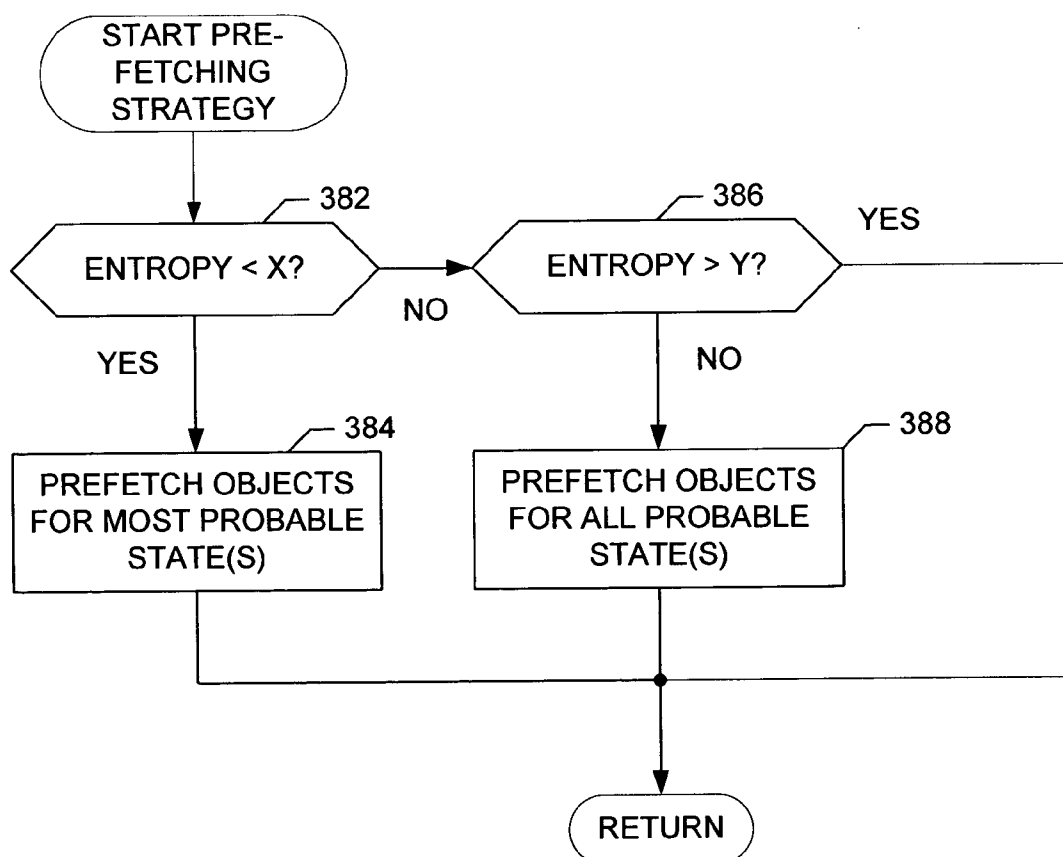 START PRE-
FETCHING
STRATEGY
382
386
YES
ENTROPY < X?
ENTROPY > Y?
NO
YES
NO
384
388
PREFETCH OBJECTS
FOR MOST PROBABLE
STATE(S)
PREFETCH OBJECTS
FOR ALL PROBABLE
STATE(S)
RETURN